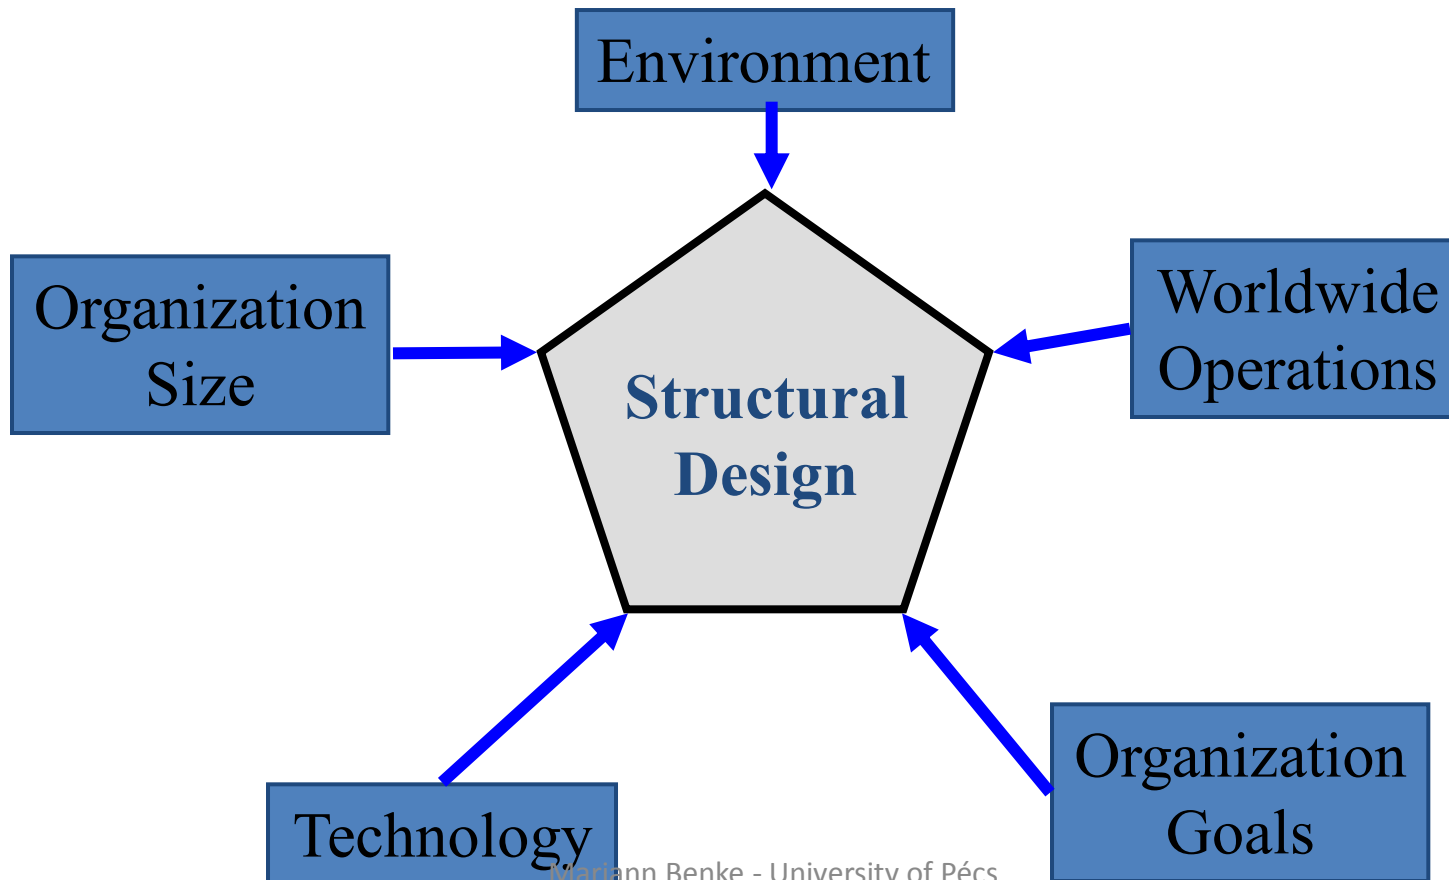 Environment
Organization
Size
Worldwide
Operations
Structural
Design
Technology
Organization
Goals
Mariann Benke - University of Pécs